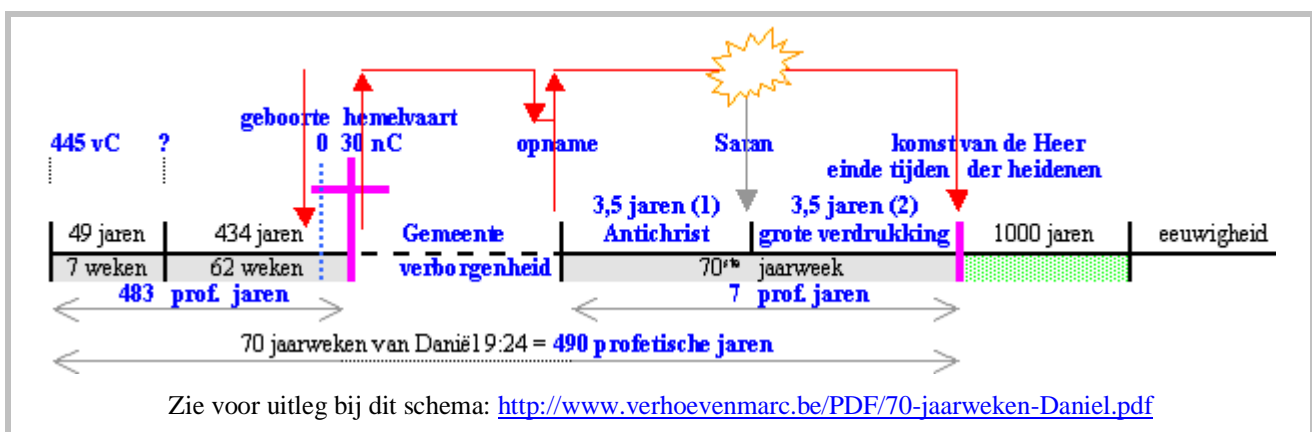 geboorte hemelvaart
445 vC ? 0 30 nC opname Satan komst van de Heer
einde tijden der heidenen
3,5 jaren (1) 3,5 jaren (2)
49 jaren 434 jaren Gemeente Antichrist grote verdrukking 1000 jaren eeuwigheid
7 weken 62 weken verborgenheid 70ste jaarweek
483 prof. jaren 7 prof. jaren
70 jaarweken van Daniël 9:24 = 490 profetische jaren
Zie voor uitleg bij dit schema: http://www.verhoevenmarc.be/PDF/70-jaarweken-Daniel.pdf